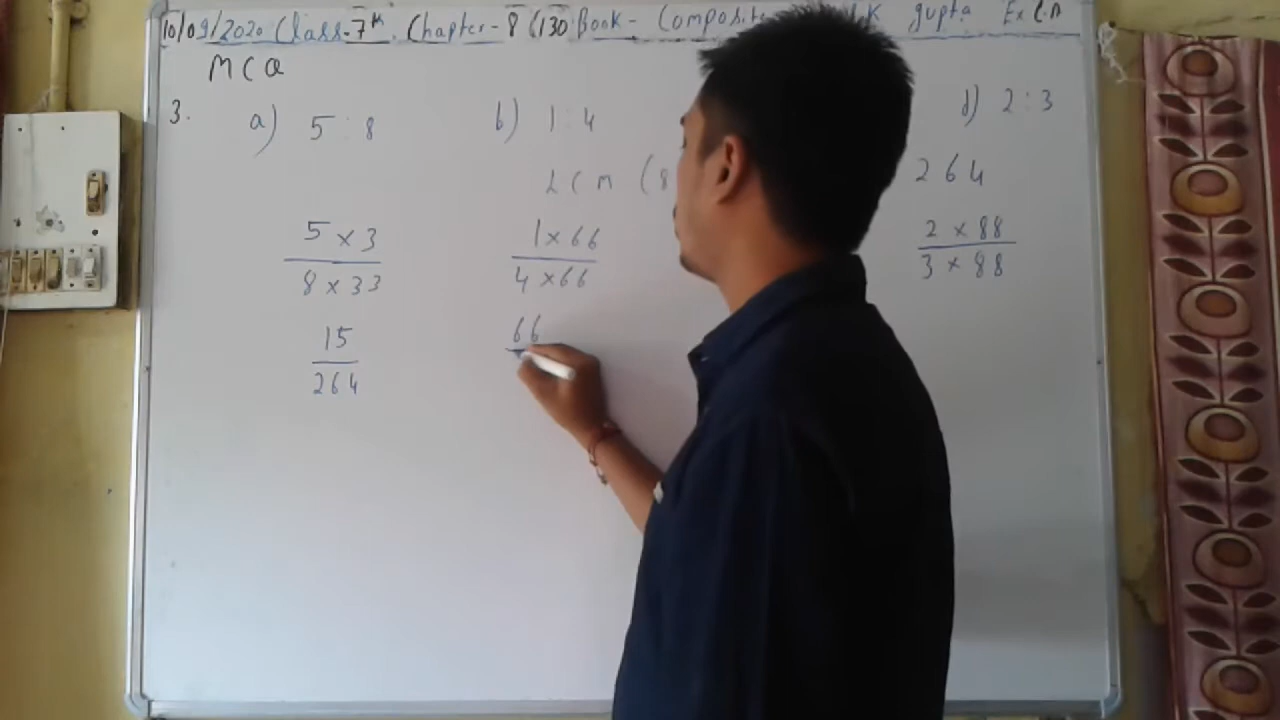 10/09/2020 Class-7th Chapter-8 (130 Book- Composite gupta Ex
MCQ
3. a) 5:8 b) 1:4 d) 2:3
LCM (8 264
5×3 1×66 2×88
8×33 4×66 3×88
15 66
264